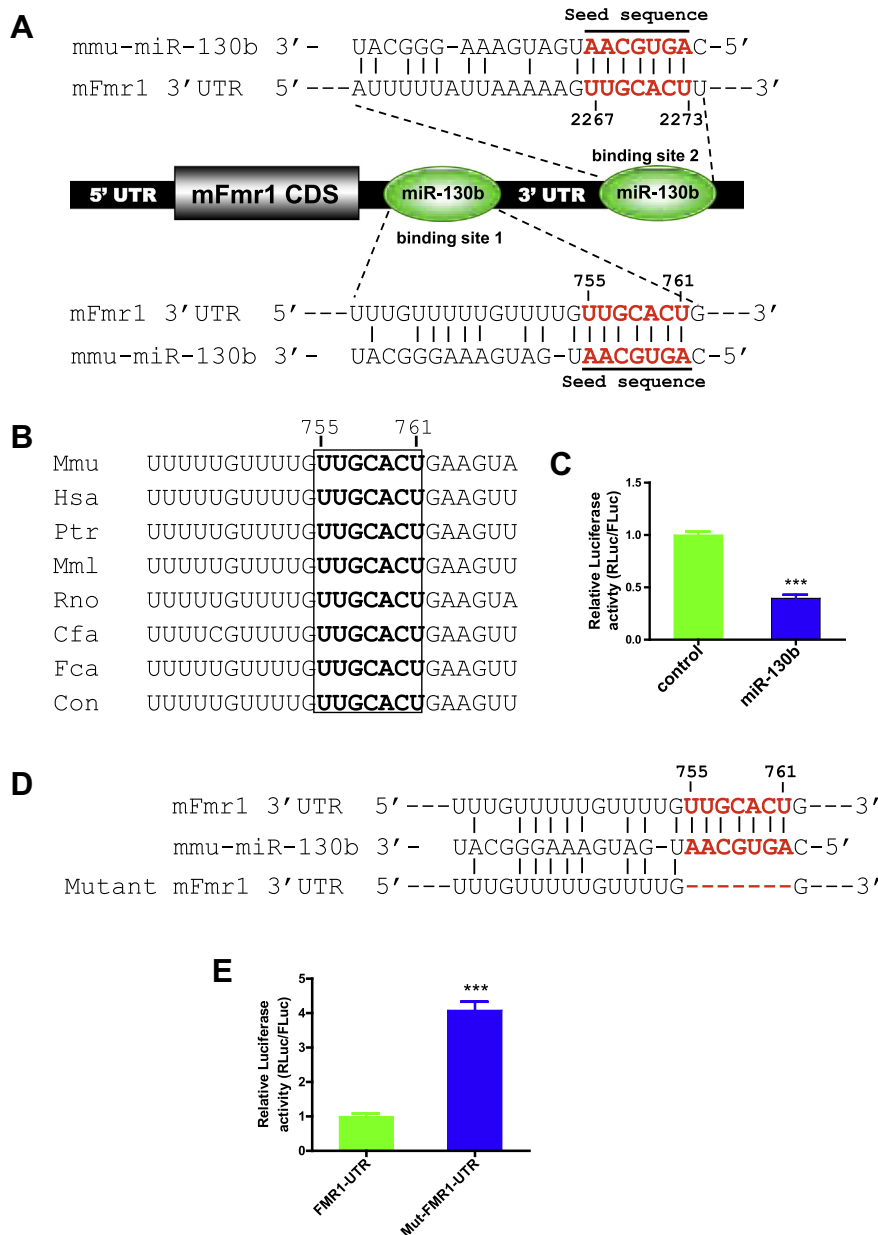 A
Seed sequence
mmu-miR-130b 3'- UACGGG-AAAGUAGUAACGUGAC-5'
mFmr1 3'UTR 5'---AUUUUUAUUAAAAAGUUGCACUU---3'
2267 2273
binding site 2
5' UTR mFmr1 CDS miR-130b 3' UTR miR-130b
binding site 1
755 761
mFmr1 3'UTR 5'---UUUGUUUUUGUUUUGUUGCACUG---3'
mmu-miR-130b 3'- UACGGGAAAGUAG-UAACGUGAC-5'
Seed sequence
B
755 761
Mmu UUUUUGUUUUGUUGCACUGAAGUA
Hsa UUUUUGUUUUGUUGCACUGAAGUU
Ptr UUUUUGUUUUGUUGCACUGAAGUU
Mml UUUUUGUUUUGUUGCACUGAAGUU
Rno UUUUUGUUUUGUUGCACUGAAGUA
Cfa UUUUCGUUUUGUUGCACUGAAGUU
Fca UUUUUGUUUUGUUGCACUGAAGUU
Con UUUUUGUUUUGUUGCACUGAAGUU
C
Relative Luciferase
activty (RLuc/FLuc)
1.5
1.0
0.5
0.0
***
control
miR-130b
D
755 761
mFmr1 3'UTR 5'---UUUGUUUUUGUUUUGUUGCACUG---3'
mmu-miR-130b 3'- UACGGGAAAGUAG-UAACGUGAC-5'
Mutant mFmr1 3'UTR 5'---UUUGUUUUUGUUUUG-------G---3'
E
Relative Luciferase
activity (RLuc/FLuc)
5
4
3
2
1
0
***
FMR1-UTR
Mut-FMR1-UTR